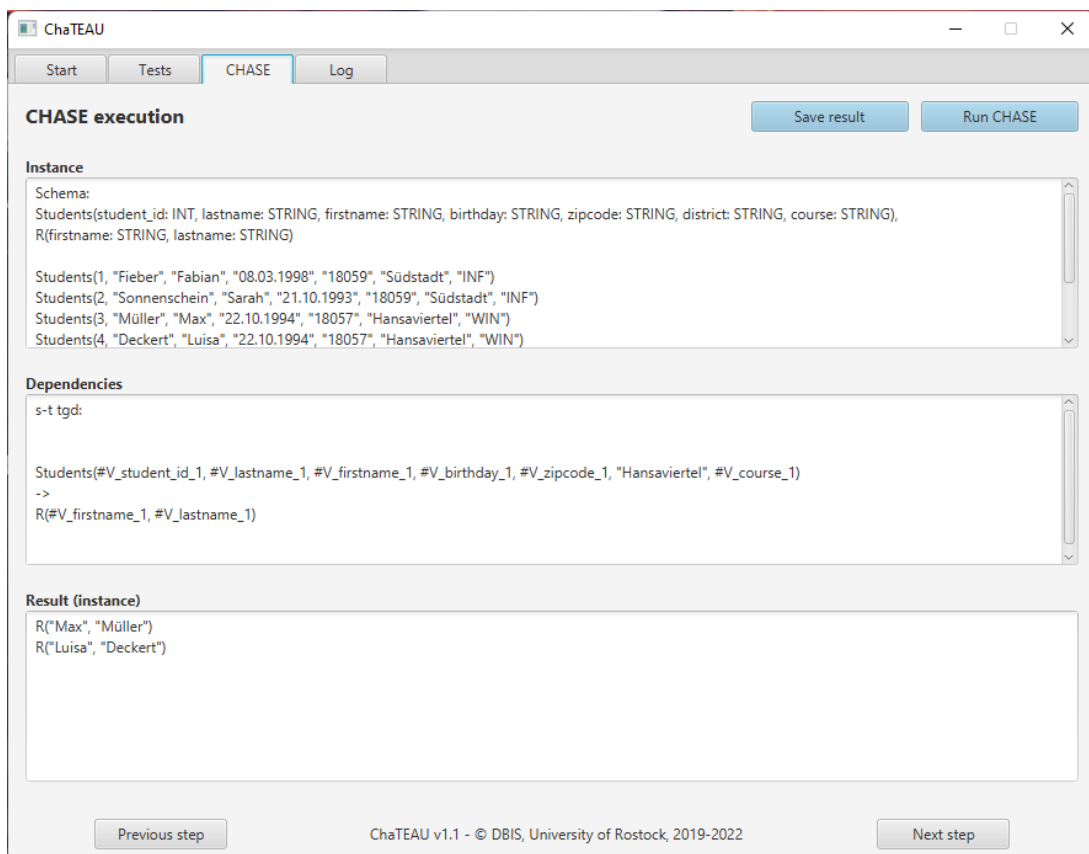 ChaTEAU
Start Tests CHASE Log
CHASE execution Save result Run CHASE
Instance
Schema:
Students(student_id: INT, lastname: STRING, firstname: STRING, birthday: STRING, zipcode: STRING, district: STRING, course: STRING),
R(firstname: STRING, lastname: STRING)
Students(1, "Fieber", "Fabian", "08.03.1998", "18059", "Südstadt", "INF")
Students(2, "Sonnenschein", "Sarah", "21.10.1993", "18059", "Südstadt", "INF")
Students(3, "Müller", "Max", "22.10.1994", "18057", "Hansaviertel", "WIN")
Students(4, "Deckert", "Luisa", "22.10.1994", "18057", "Hansaviertel", "WIN")
Dependencies
s-t tgd:
Students(#V_student_id_1, #V_lastname_1, #V_firstname_1, #V_birthday_1, #V_zipcode_1, "Hansaviertel", #V_course_1)
->
R(#V_firstname_1, #V_lastname_1)
Result (instance)
R("Max", "Müller")
R("Luisa", "Deckert")
Previous step ChaTEAU v1.1 - © DBIS, University of Rostock, 2019-2022 Next step